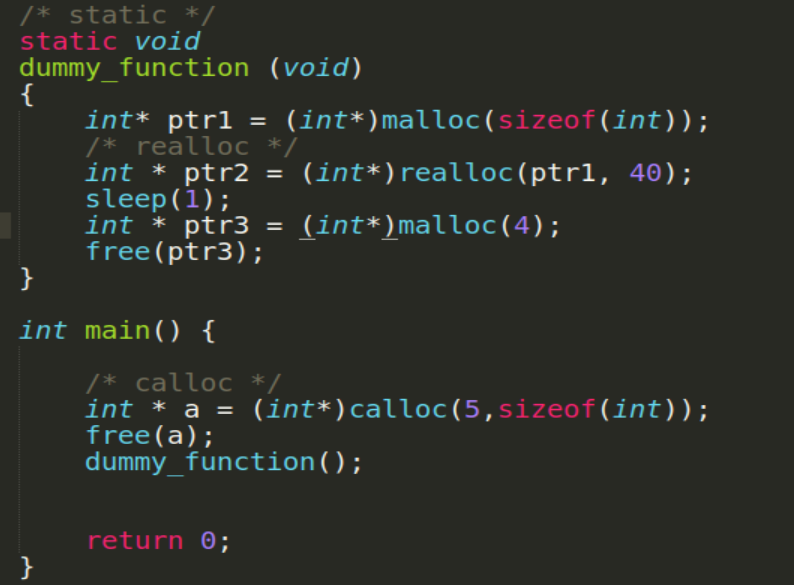 /* static */
static void
dummy_function (void)
{
int* ptr1 = (int*)malloc(sizeof(int));
/* realloc */
int * ptr2 = (int*)realloc(ptr1, 40);
sleep(1);
int * ptr3 = (int*)malloc(4);
free(ptr3);
}
int main() {
/* calloc */
int * a = (int*)calloc(5,sizeof(int));
free(a);
dummy_function();
return 0;
}